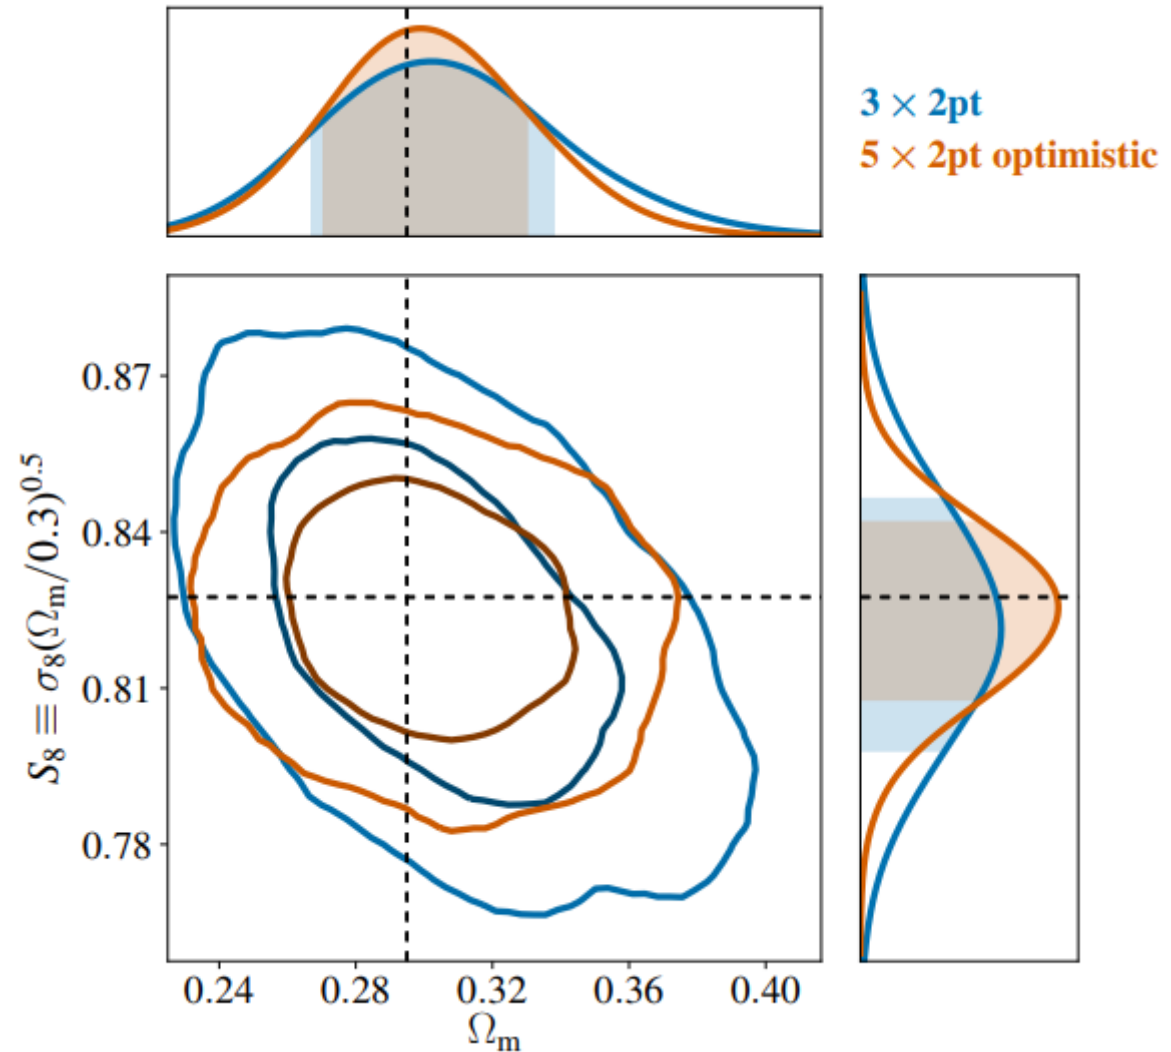 3 × 2pt
5 × 2pt optimistic
0.87
0.84
0.81
0.78
S₈ ≡ σ₈(Ωₘ/0.3)⁰·⁵
0.24 0.28 0.32 0.36 0.40
Ωₘ